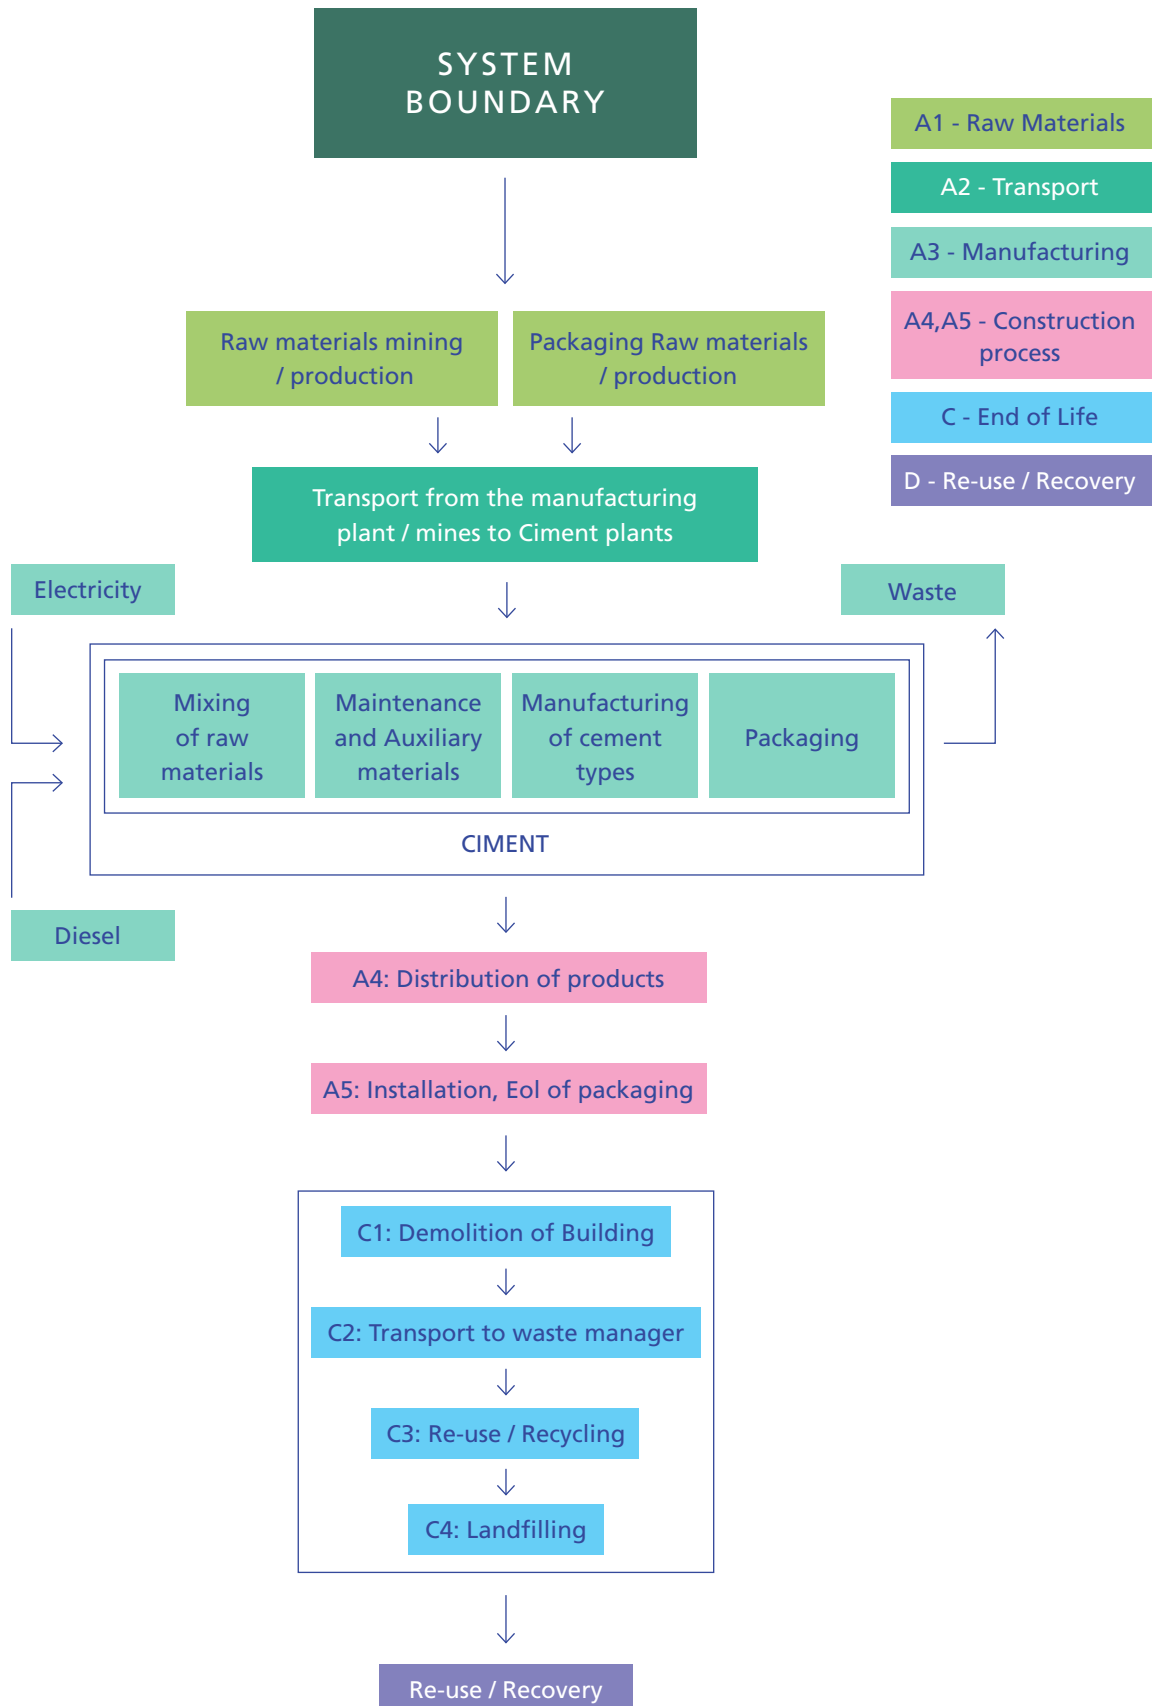 SYSTEM
BOUNDARY
A1 - Raw Materials
A2 - Transport
A3 - Manufacturing
A4,A5 - Construction
process
C - End of Life
D - Re-use / Recovery
Raw materials mining
/ production
Packaging Raw materials
/ production
Transport from the manufacturing
plant / mines to Ciment plants
Electricity
Waste
Mixing
of raw
materials
Maintenance
and Auxiliary
materials
Manufacturing
of cement
types
Packaging
CIMENT
Diesel
A4: Distribution of products
A5: Installation, Eol of packaging
C1: Demolition of Building
C2: Transport to waste manager
C3: Re-use / Recycling
C4: Landfilling
Re-use / Recovery